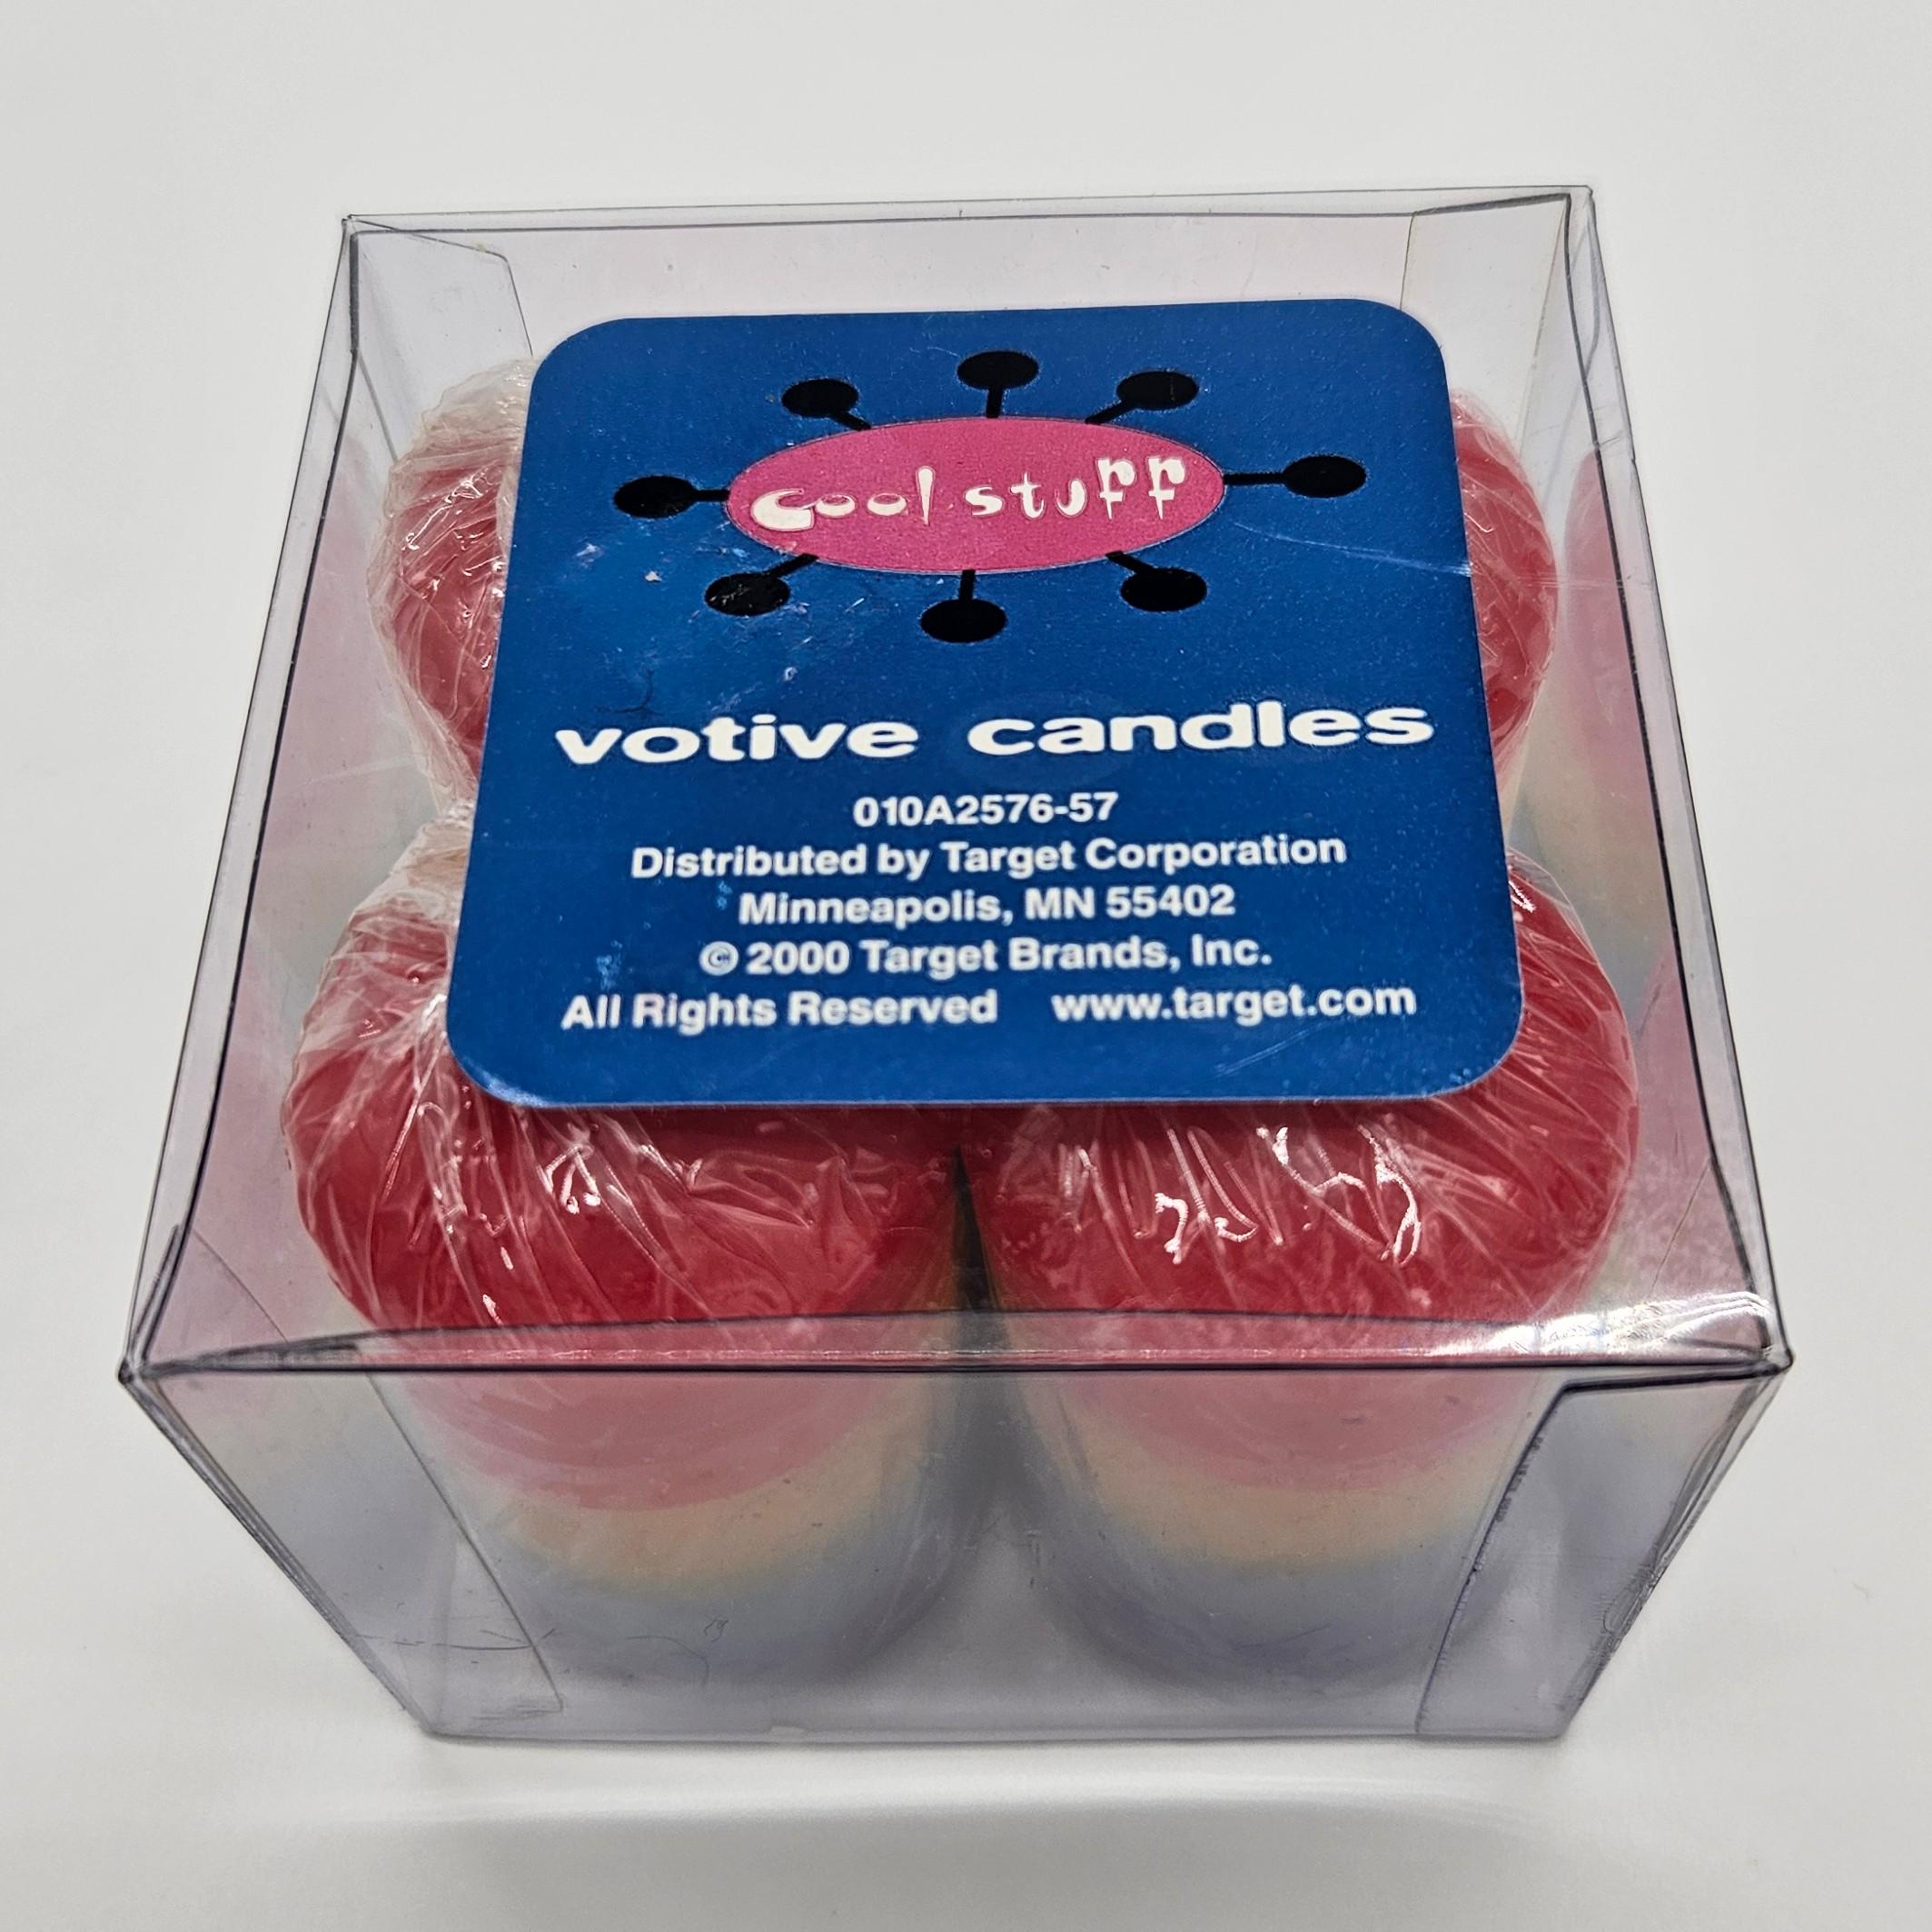 cool stuff
votive candles
010A2576-57
Distributed by Target Corporation
Minneapolis, MN 55402
© 2000 Target Brands, Inc.
All Rights Reserved www.target.com